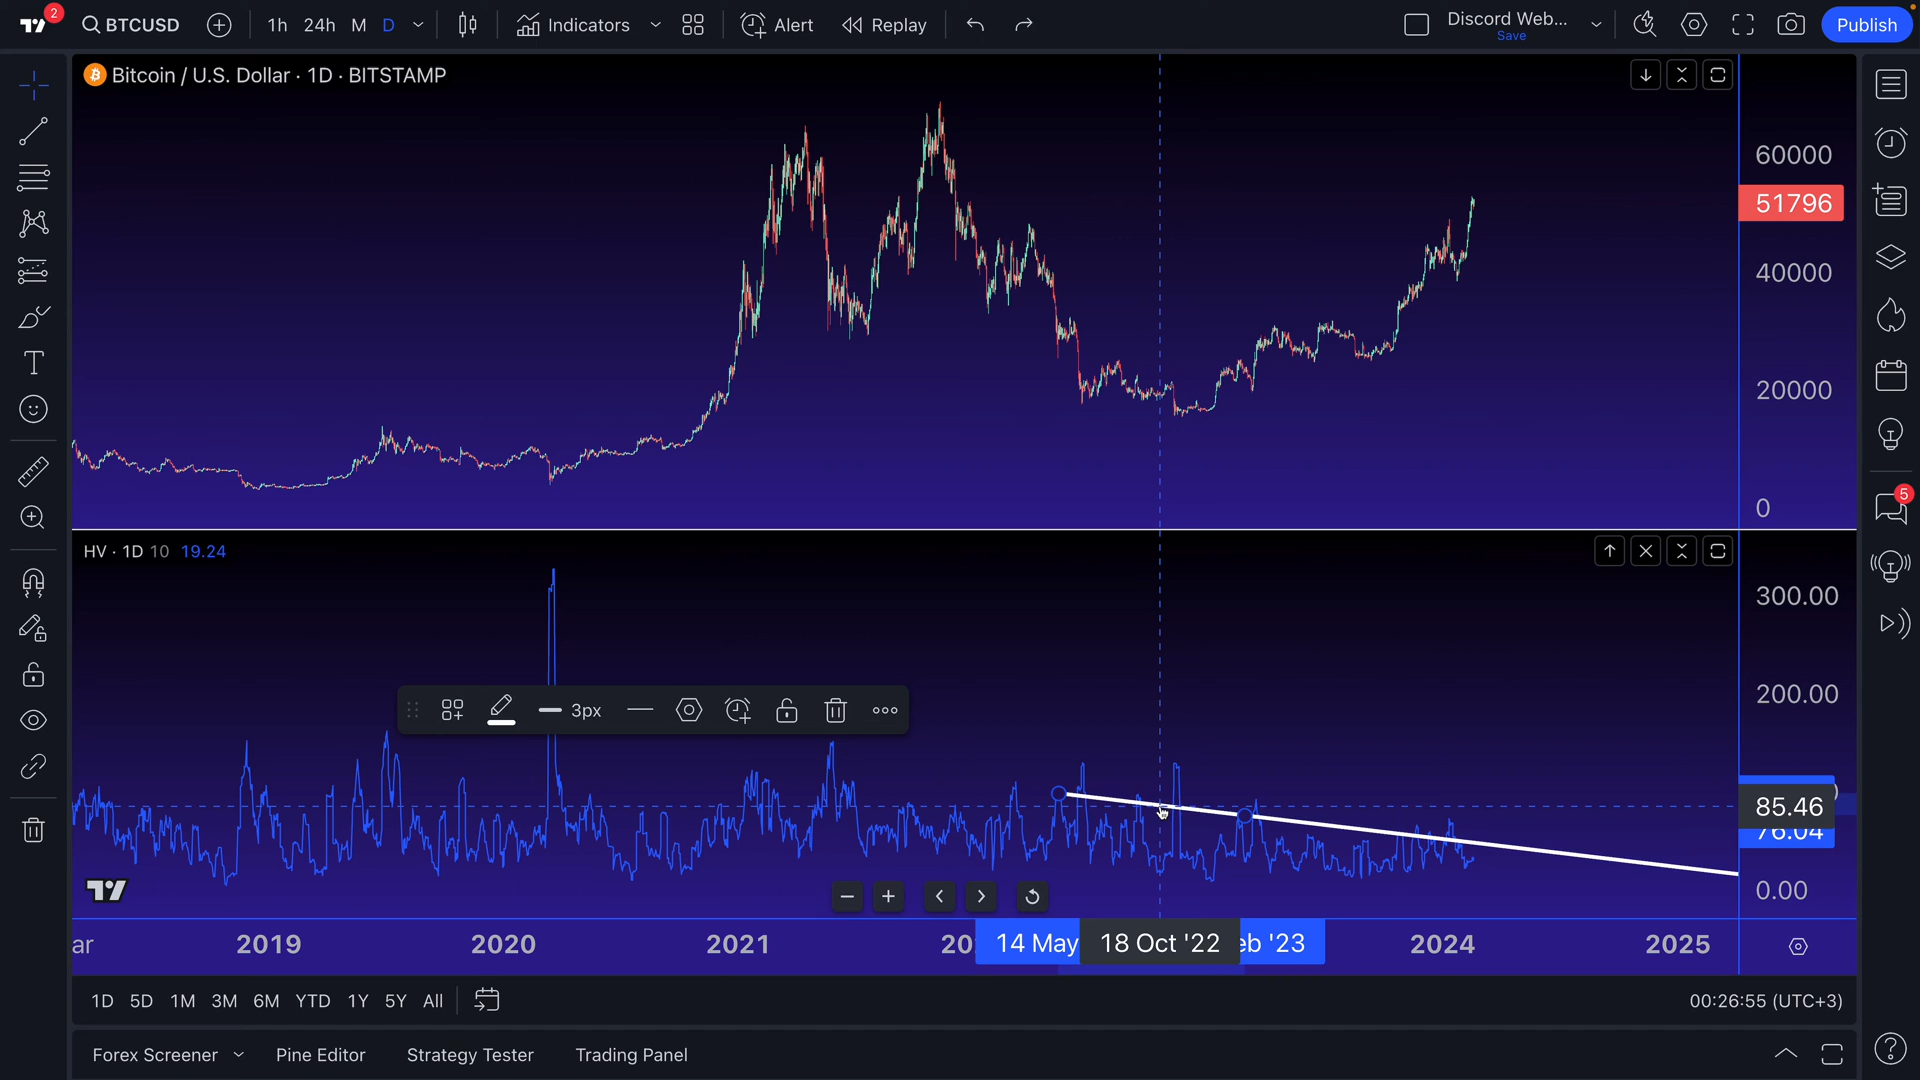 2 BTCUSD 1h 24h M D Indicators Alert Replay Discord Web... Publish
Save
Bitcoin / U.S. Dollar · 1D · BITSTAMP
60000
51796
40000
20000
0
HV · 1D 10 19.24
300.00
200.00
3px
85.46
76.04
0.00
ar 2019 2020 2021 20 14 May 18 Oct '22 eb '23 2024 2025
1D 5D 1M 3M 6M YTD 1Y 5Y All 00:26:55 (UTC+3)
Forex Screener Pine Editor Strategy Tester Trading Panel
5